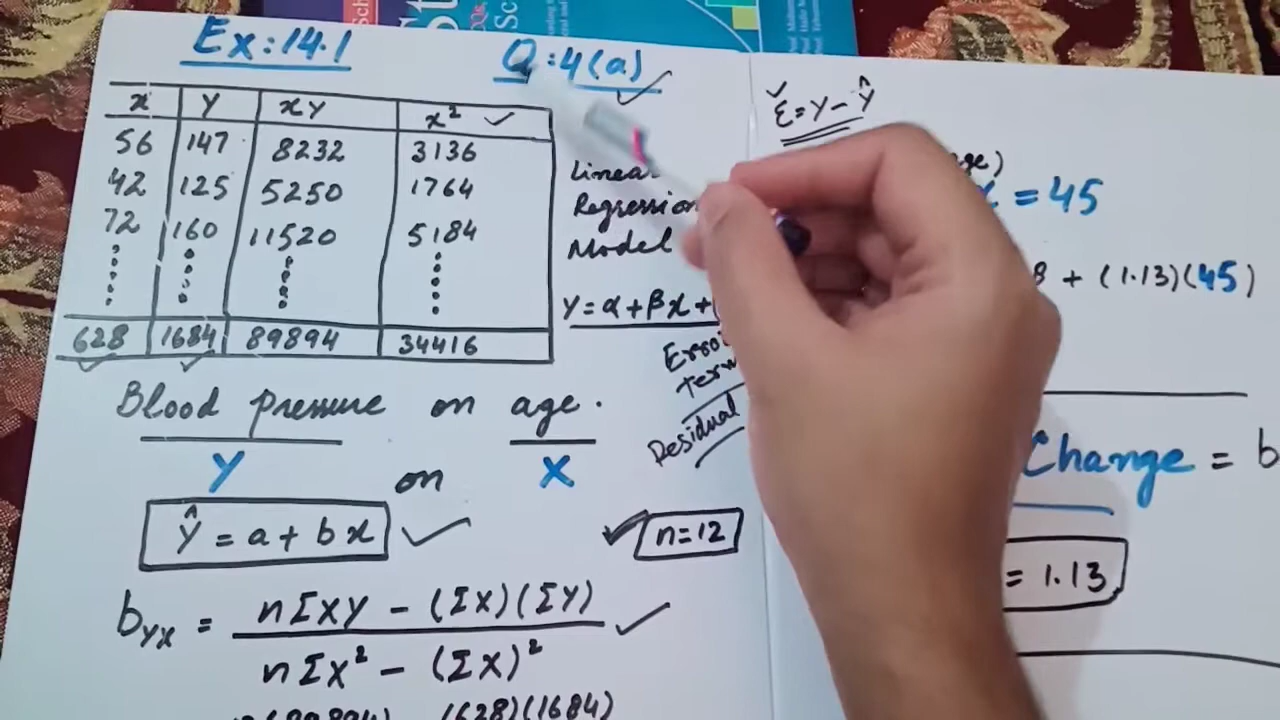 Ex:14.1
Q:4(a)
x Y xY x²
56 147 8232 3136
42 125 5250 1764
72 160 11520 5184
628 1684 89894 34416
Linear
Regression
Model
Y=α+βx+
Error
term
Residual
Blood pressure on age.
Y on X
Ŷ = a + bx
n=12
bYX = nΣXY - (ΣX)(ΣY)
nΣX² - (ΣX)²
(89894) (628)(1684)
ε=Y-Ŷ
= 45
+ (1.13)(45)
Change = b
= 1.13